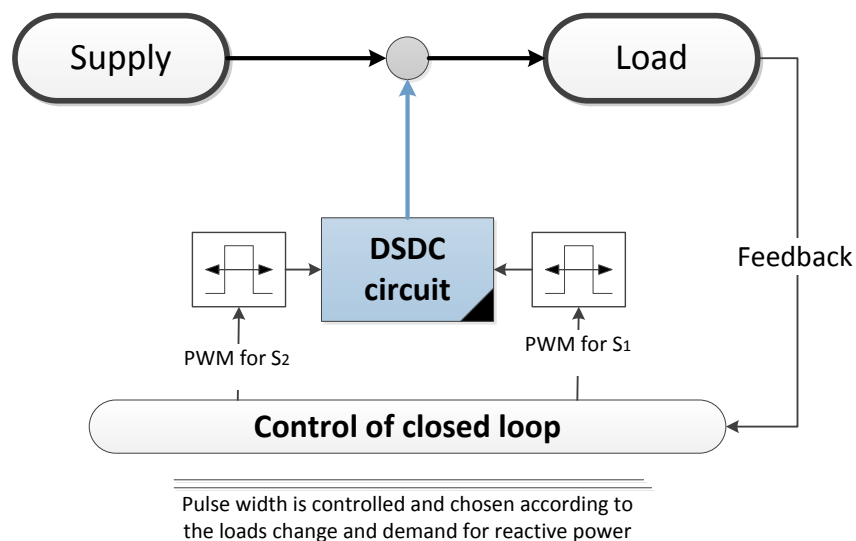 Supply
Load
DSDC
circuit
Feedback
PWM for S2
PWM for S1
Control of closed loop
Pulse width is controlled and chosen according to
the loads change and demand for reactive power